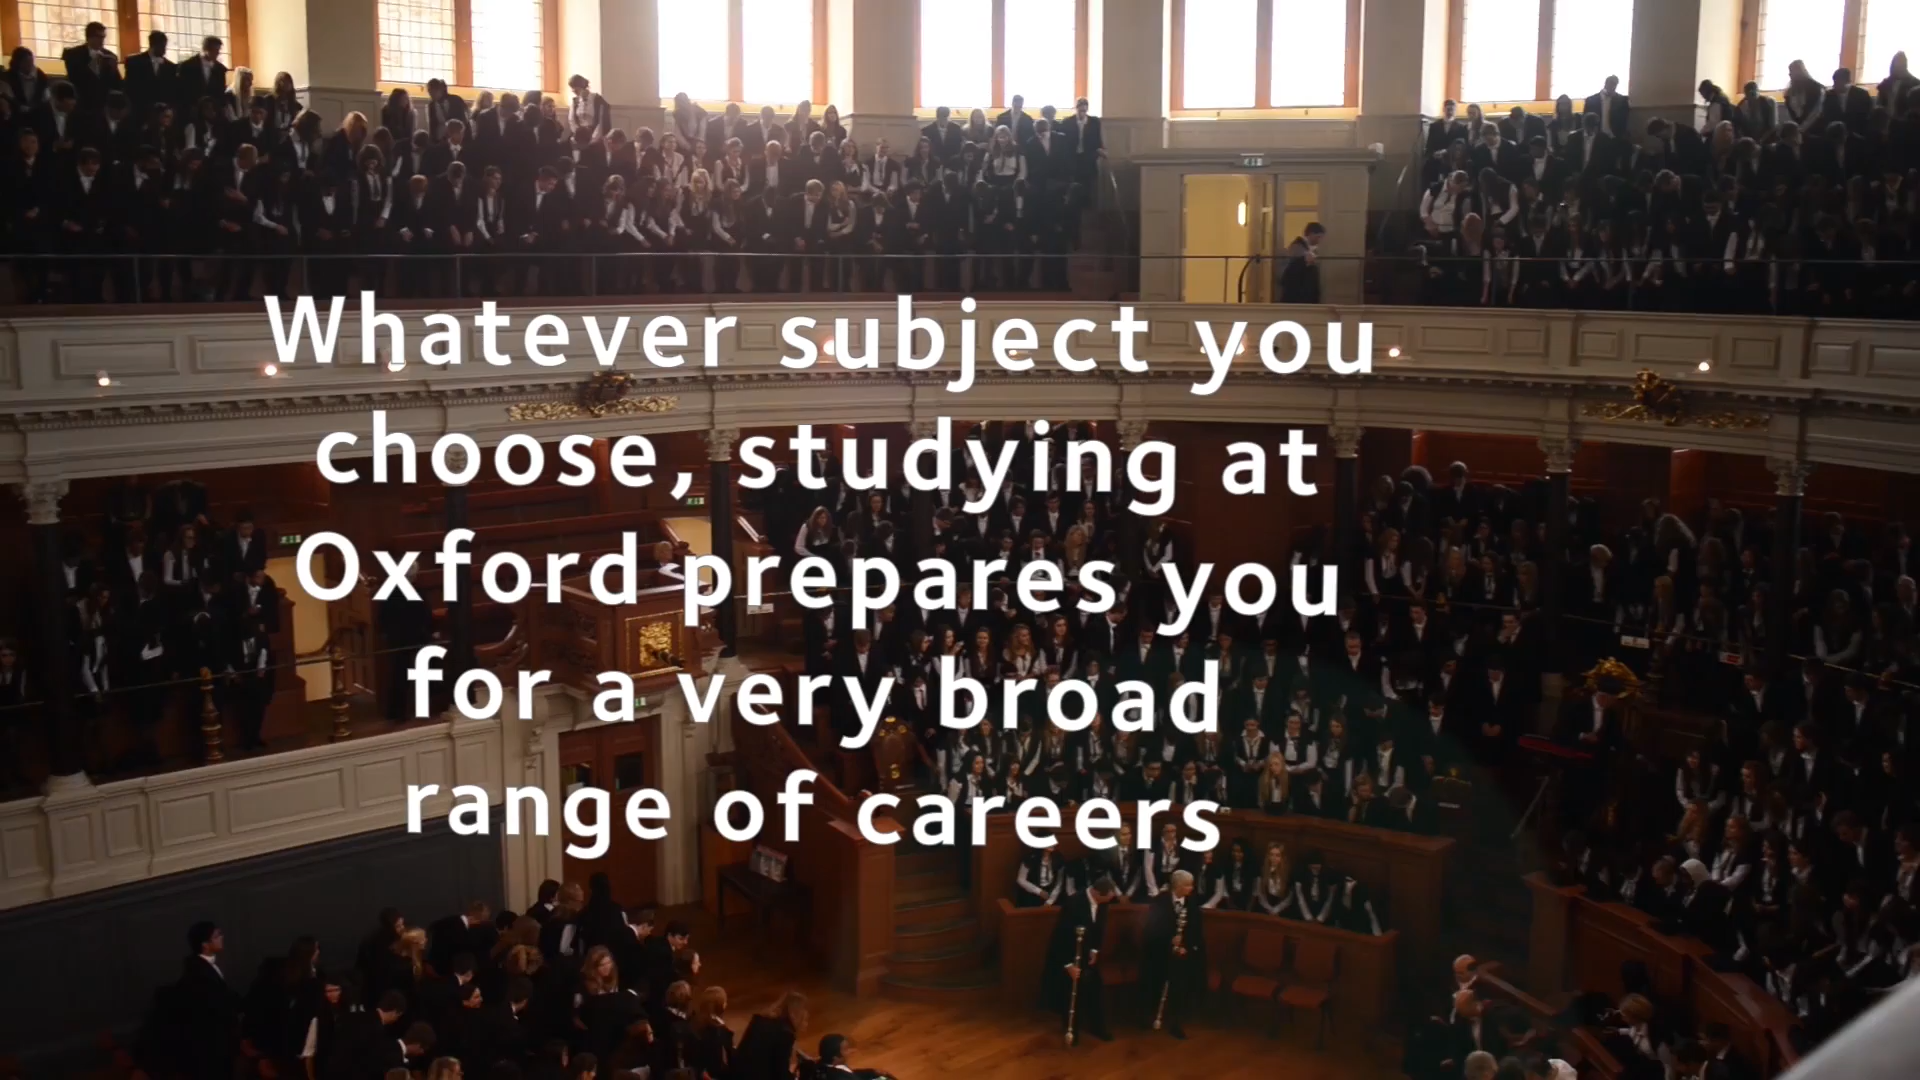 Whatever subject you
choose, studying at
Oxford prepares you
for a very broad
range of careers